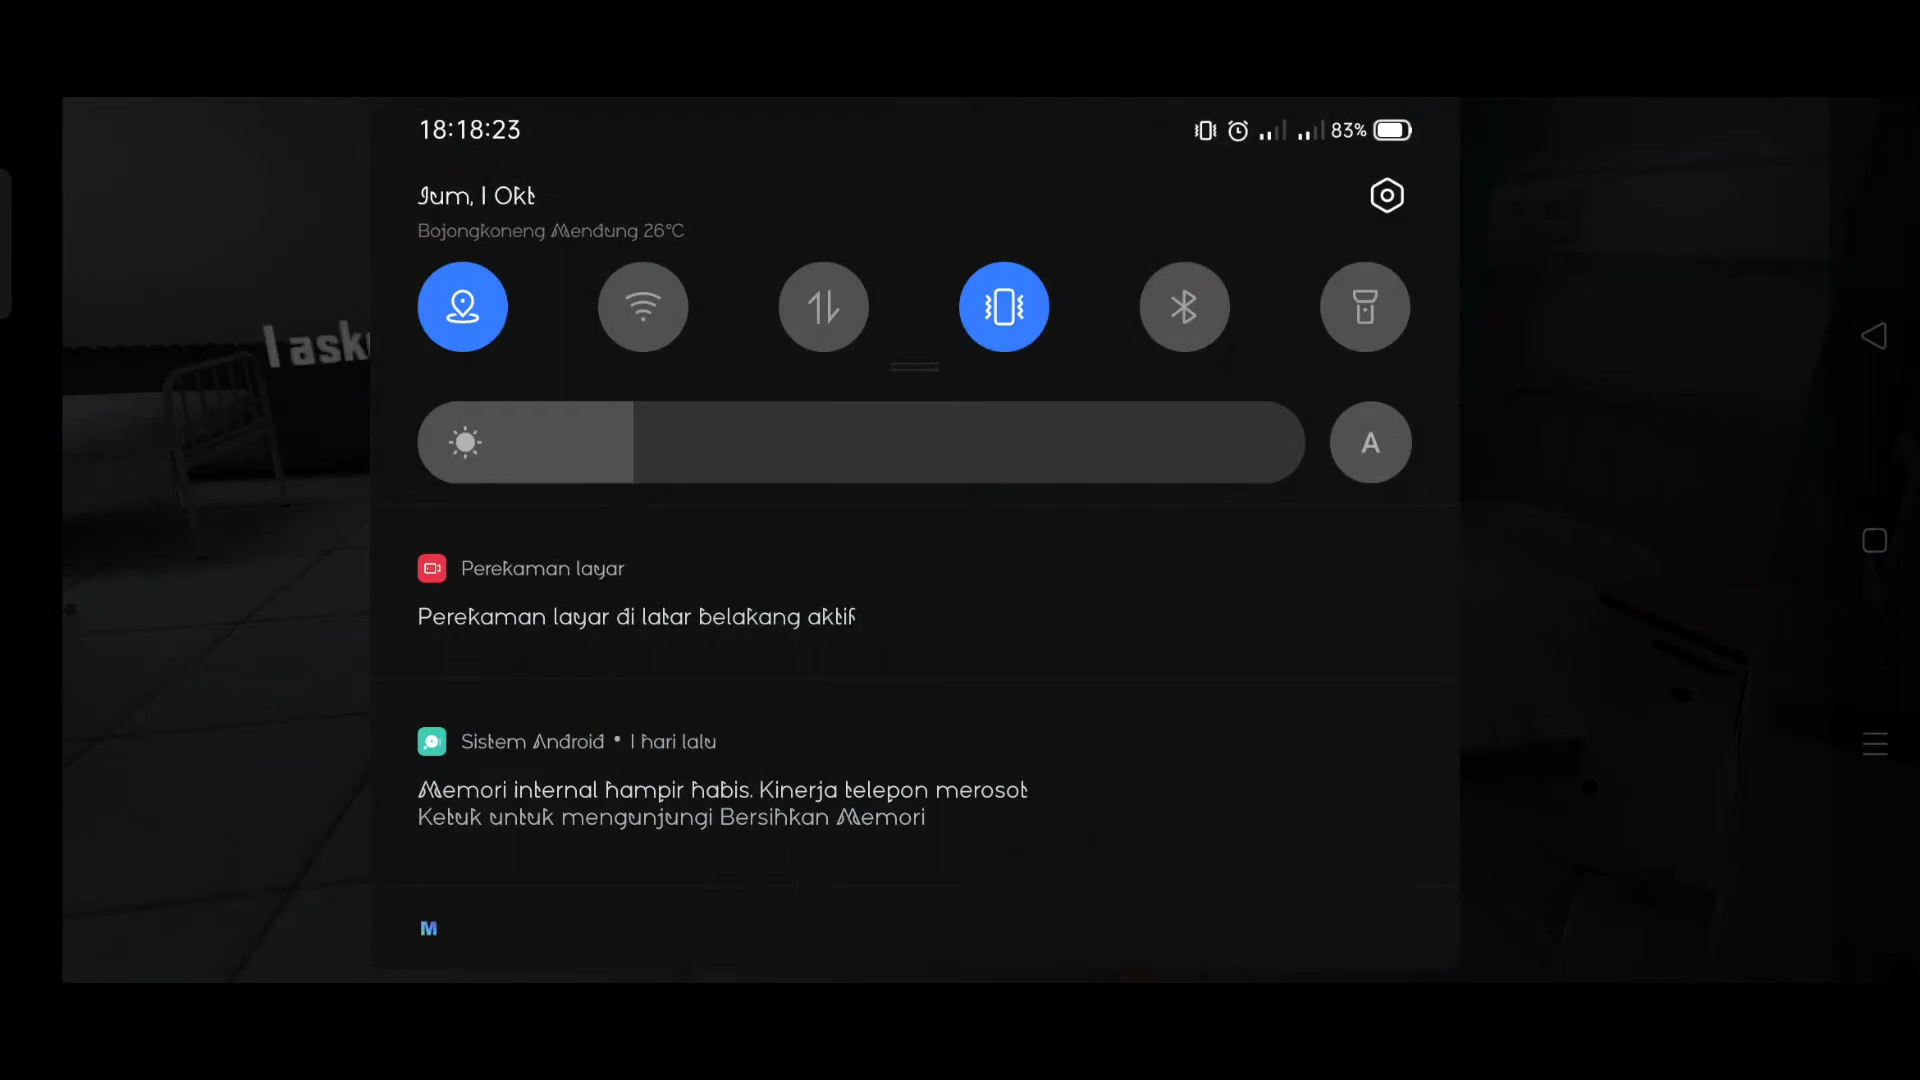 18:18:23
83%
Jum, 1 Okt
Bojongkoneng Mendung 26°C
I ask
A
Perekaman layar
Perekaman layar di latar belakang aktif
Sistem Android • 1 hari lalu
Memori internal hampir habis. Kinerja telepon merosot
Ketuk untuk mengunjungi Bersihkan Memori
M